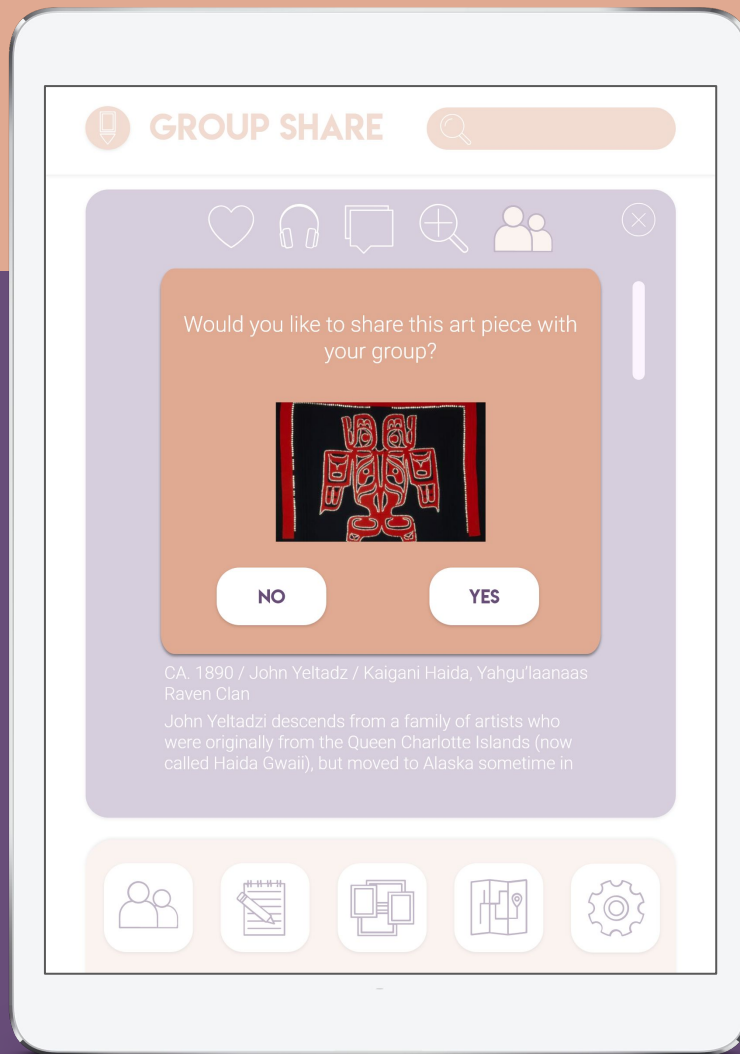 GROUP SHARE
Would you like to share this art piece with
your group?
NO
YES
CA. 1890 / John Yeltadz / Kaigani Haida, Yahgu'laanaas
Raven Clan
John Yeltadzi descends from a family of artists who
were originally from the Queen Charlotte Islands (now
called Haida Gwaii), but moved to Alaska sometime in